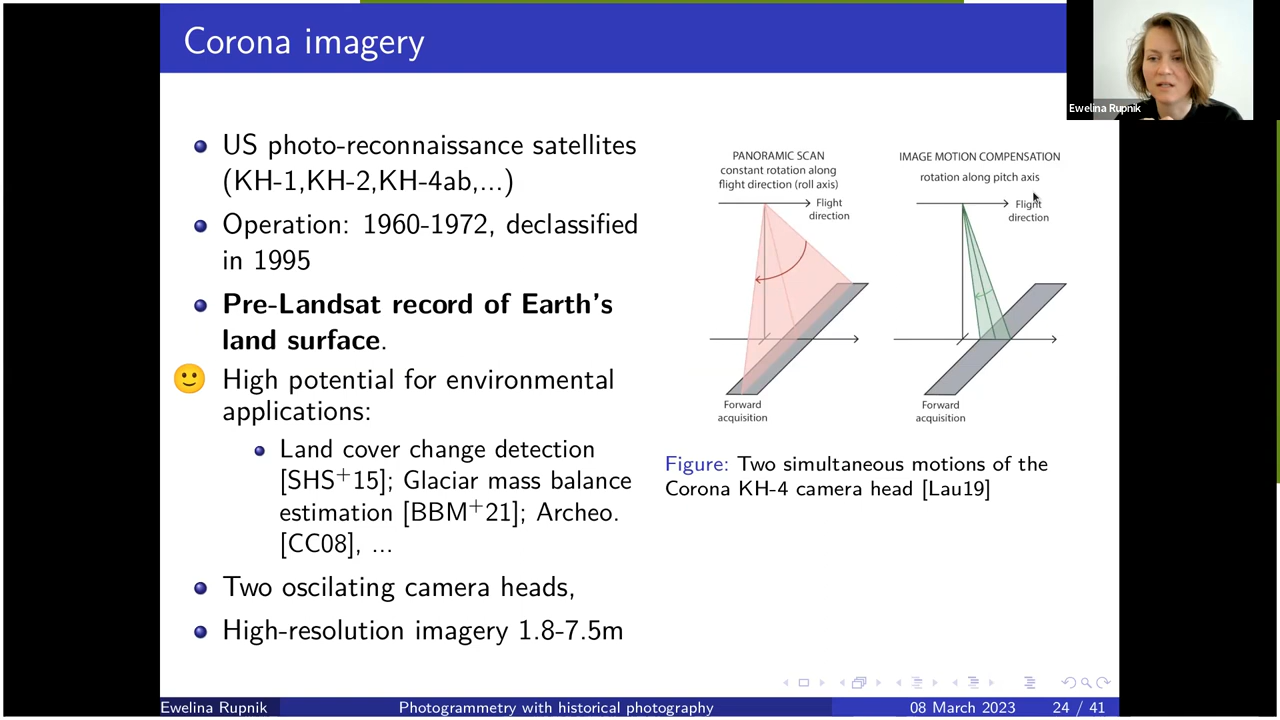 Corona imagery
Ewelina Rupnik
US photo-reconnaissance satellites
(KH-1,KH-2,KH-4ab,...)
Operation: 1960-1972, declassified
in 1995
Pre-Landsat record of Earth's
land surface.
High potential for environmental
applications:
Land cover change detection
[SHS+15]; Glaciar mass balance
estimation [BBM+21]; Archeo.
[CC08], ...
Two oscilating camera heads,
High-resolution imagery 1.8-7.5m
PANORAMIC SCAN
constant rotation along
flight direction (roll axis)
Flight
direction
Forward
acquisition
IMAGE MOTION COMPENSATION
rotation along pitch axis
Flight
direction
Forward
acquisition
Figure: Two simultaneous motions of the
Corona KH-4 camera head [Lau19]
Ewelina Rupnik
Photogrammetry with historical photography
08 March 2023
24 / 41